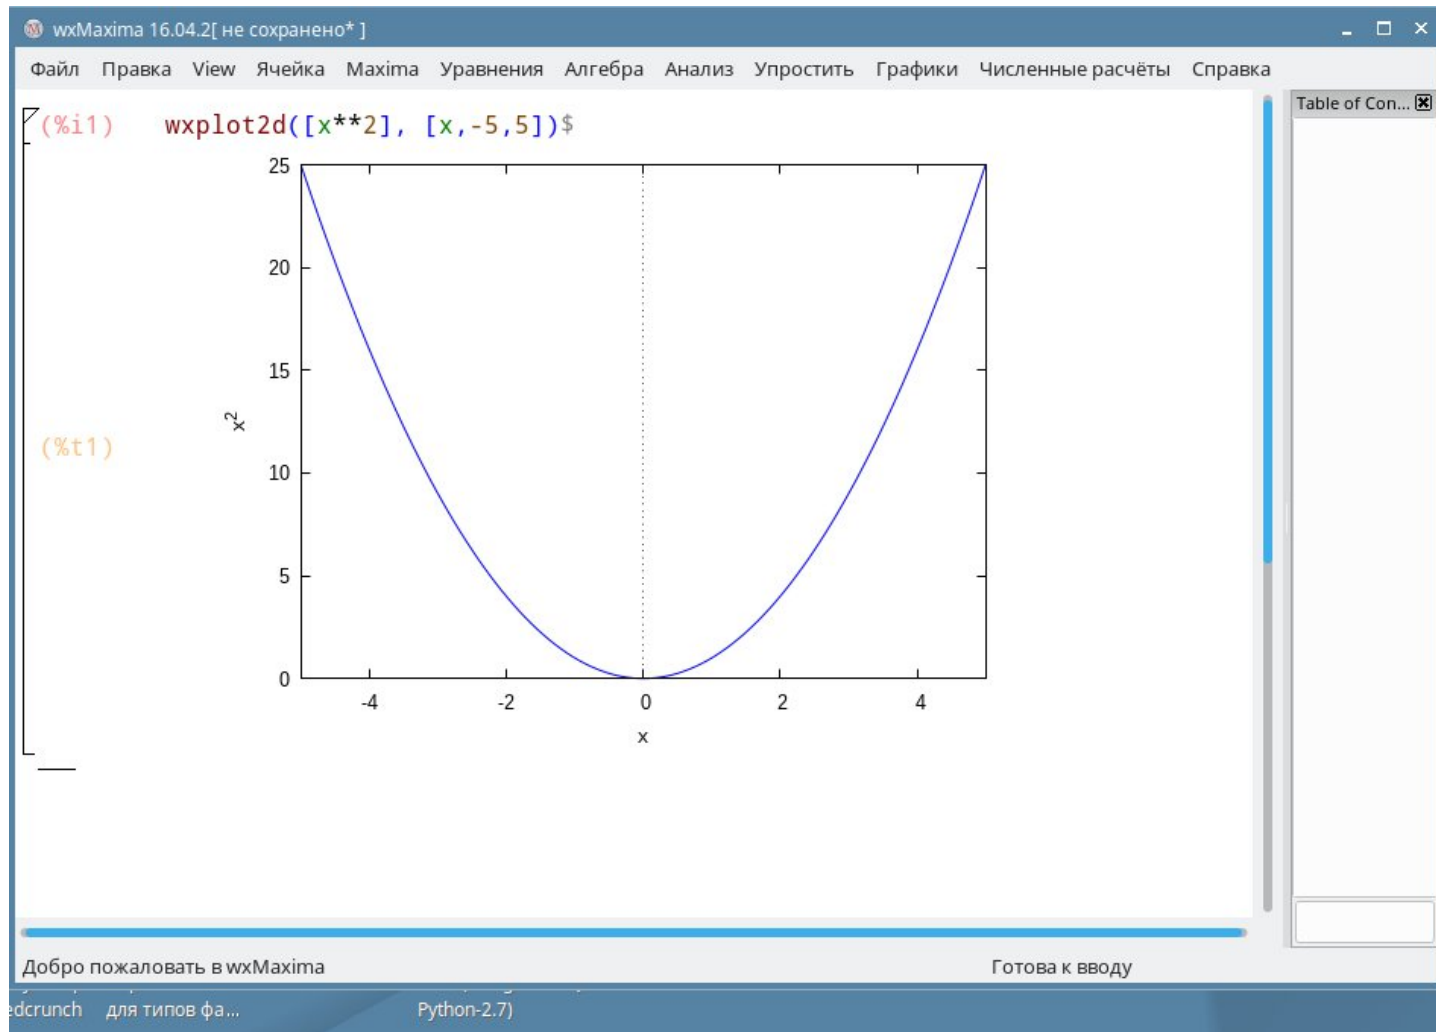 wxMaxima 16.04.2[ не сохранено* ]
Файл Правка View Ячейка Maxima Уравнения Алгебра Анализ Упростить Графики Численные расчёты Справка
Table of Con...
(%i1) wxplot2d([x**2], [x,-5,5])$
25
20
15
x²
10
(%t1)
5
0
-4 -2 0 2 4
x
Добро пожаловать в wxMaxima Готова к вводу
edcrunch для типов фа... Python-2.7)